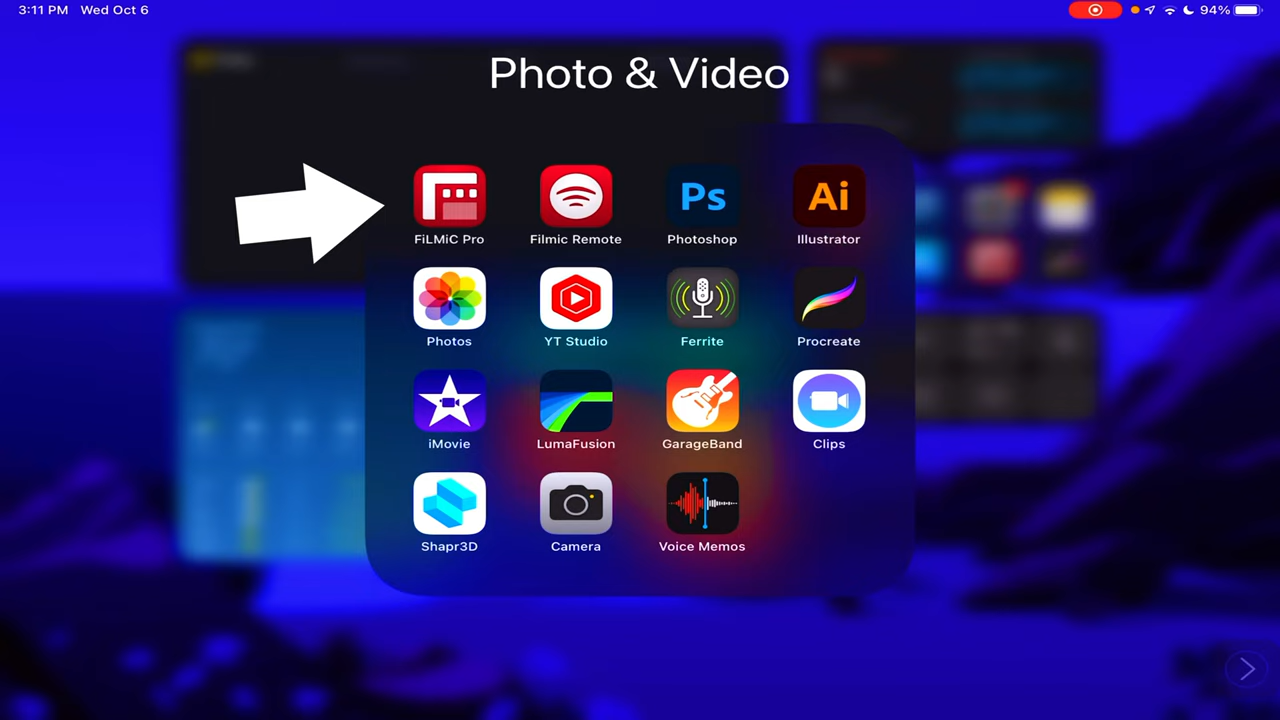 3:11 PM Wed Oct 6
94%
Photo & Video
Ps
Ai
FiLMiC Pro
Filmic Remote
Photoshop
Illustrator
Photos
YT Studio
Ferrite
Procreate
iMovie
LumaFusion
GarageBand
Clips
Shapr3D
Camera
Voice Memos